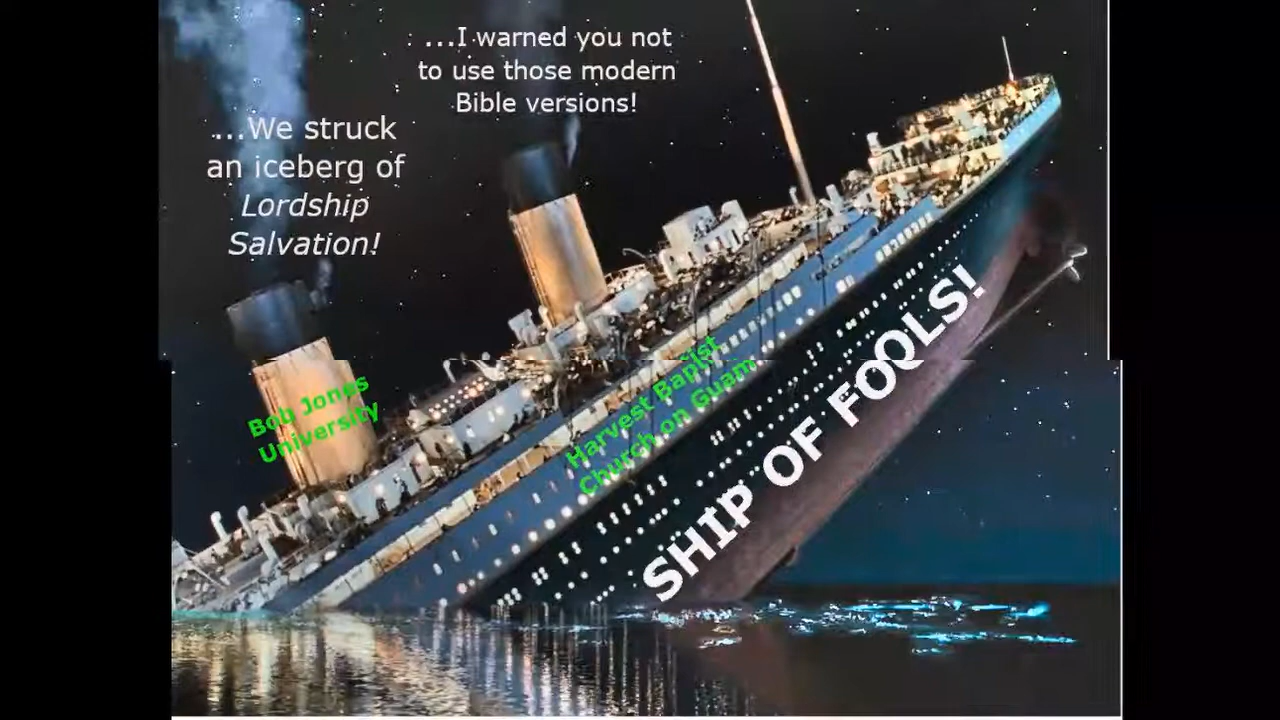 ...I warned you not
to use those modern
Bible versions!
...We struck
an iceberg of
Lordship
Salvation!
Bob Jones
University
Harvest Bapist
Church on Guam
SHIP OF FOOLS!